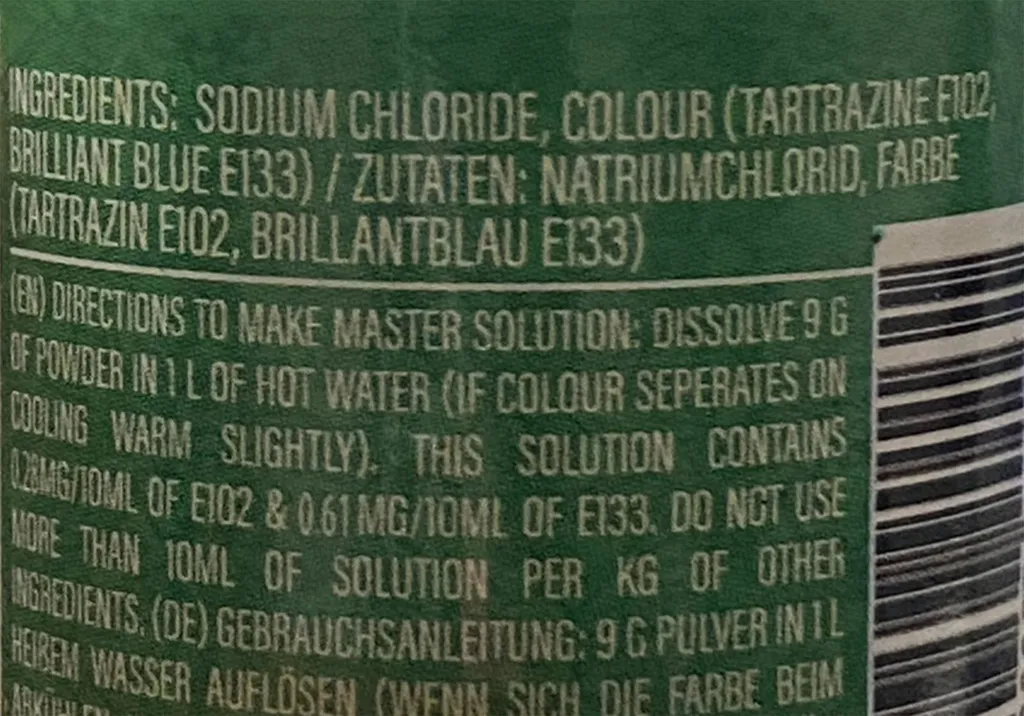 INGREDIENTS: SODIUM CHLORIDE, COLOUR (TARTRAZINE E102,
BRILLIANT BLUE E133) / ZUTATEN: NATRIUMCHLORID, FARBE
(TARTRAZIN E102, BRILLANTBLAU E133)
(EN) DIRECTIONS TO MAKE MASTER SOLUTION: DISSOLVE 9 G
OF POWDER IN 1 L OF HOT WATER (IF COLOUR SEPERATES ON
COOLING WARM SLIGHTLY). THIS SOLUTION CONTAINS
0.28MG/10ML OF E102 & 0.61MG/10ML OF E133. DO NOT USE
MORE THAN 10ML OF SOLUTION PER KG OF OTHER
INGREDIENTS. (DE) GEBRAUCHSANLEITUNG: 9 G PULVER IN 1 L
HEIßEM WASSER AUFLÖSEN (WENN SICH DIE FARBE BEIM
ABKÜHLEN